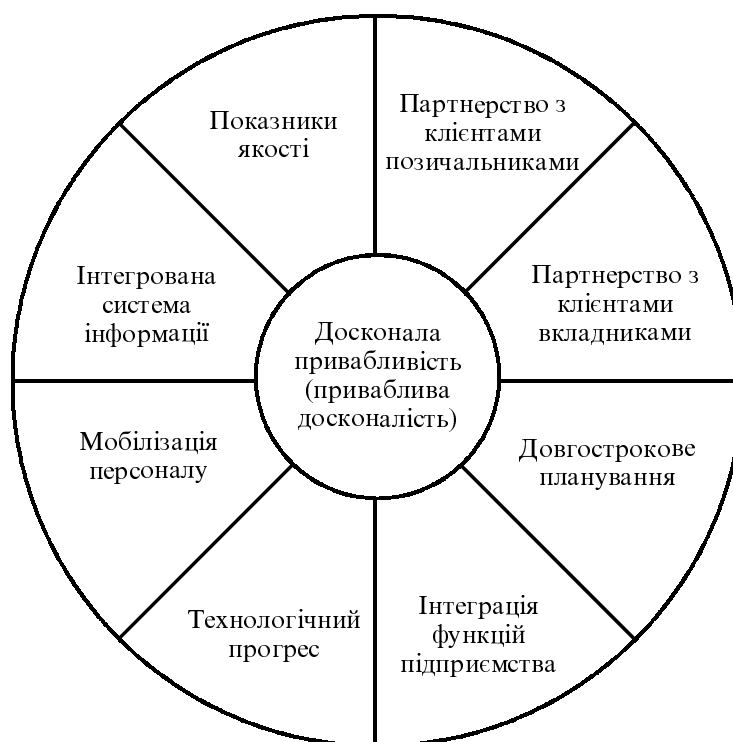 Показники
якості
Партнерство з
клієнтами
позичальниками
Партнерство з
клієнтами
вкладниками
Довгострокове
планування
Інтеграція
функцій
підприємства
Технологічний
прогрес
Мобілізація
персоналу
Інтегрована
система
інформації
Досконала
привабливість
(приваблива
досконалість)